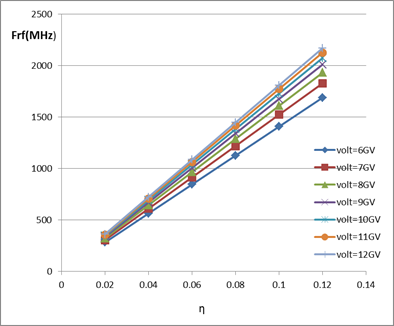 Frf(MHz)
2500
2000
1500
1000
500
0
0 0.02 0.04 0.06 0.08 0.1 0.12 0.14
η
volt=6GV
volt=7GV
volt=8GV
volt=9GV
volt=10GV
volt=11GV
volt=12GV